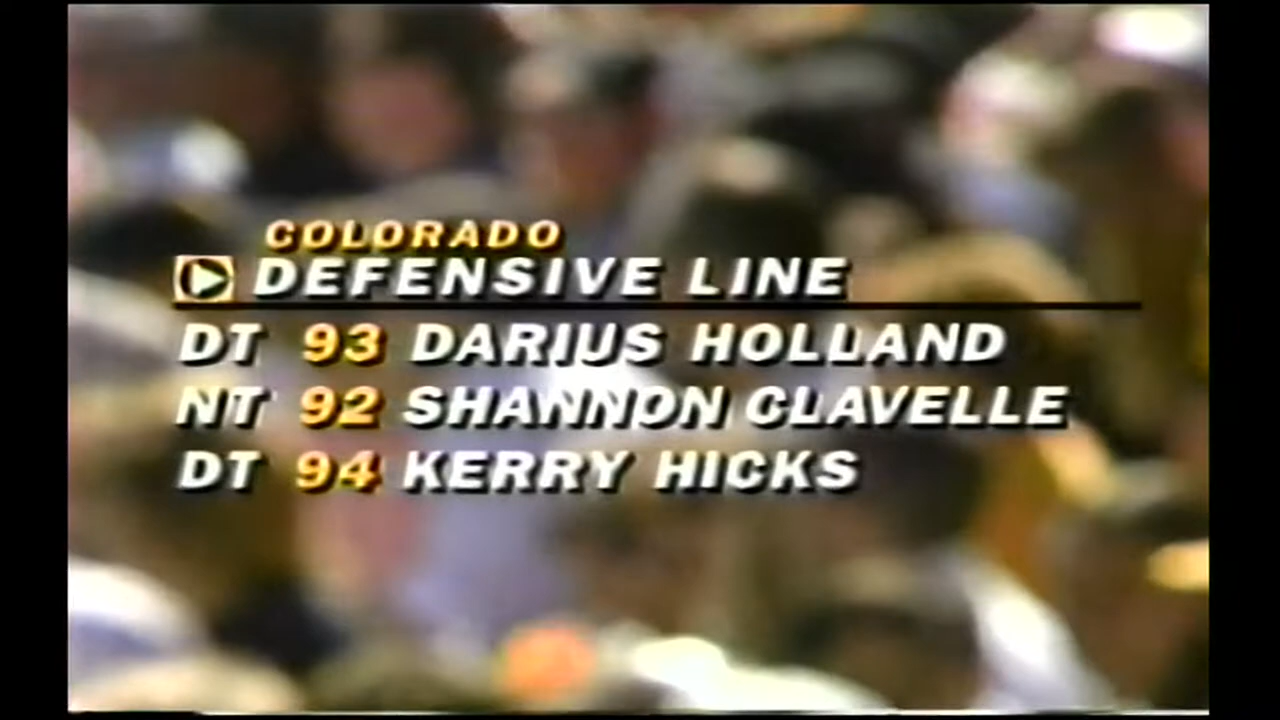 COLORADO
DEFENSIVE LINE
DT 93 DARIUS HOLLAND
NT 92 SHANNON CLAVELLE
DT 94 KERRY HICKS